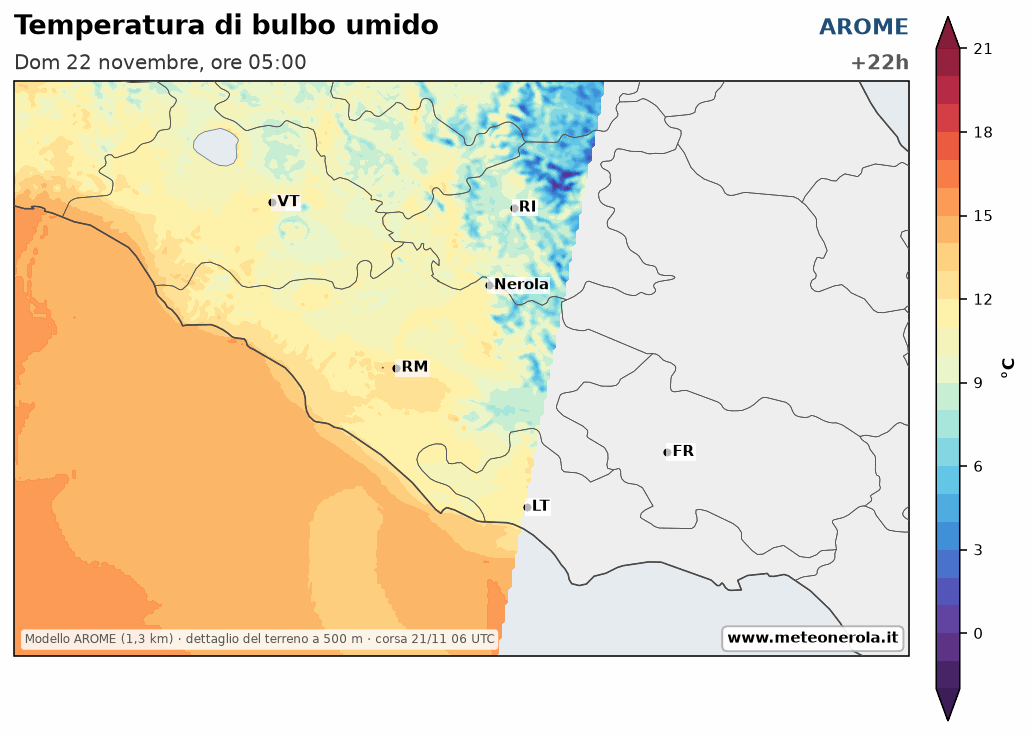 Temperatura di bulbo umido
AROME
Dom 22 novembre, ore 05:00
+22h
21
18
15
12
9
6
3
0
°C
VT
RI
Nerola
RM
FR
LT
Modello AROME (1,3 km) · dettaglio del terreno a 500 m · corsa 21/11 06 UTC
www.meteonerola.it